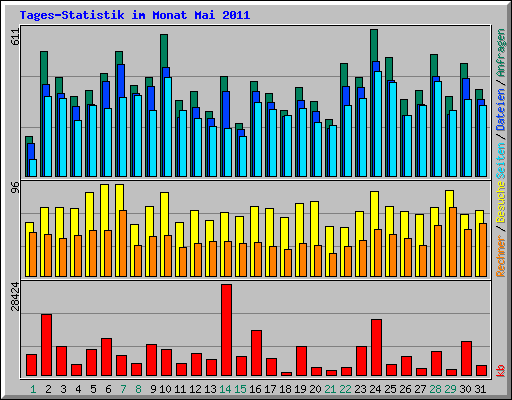 Tages-Statistik im Monat Mai 2011
611
96
28424
Rechner / Besuche Seiten / Dateien / Anfragen
kb
1 2 3 4 5 6 7 8 9 10 11 12 13 14 15 16 17 18 19 20 21 22 23 24 25 26 27 28 29 30 31